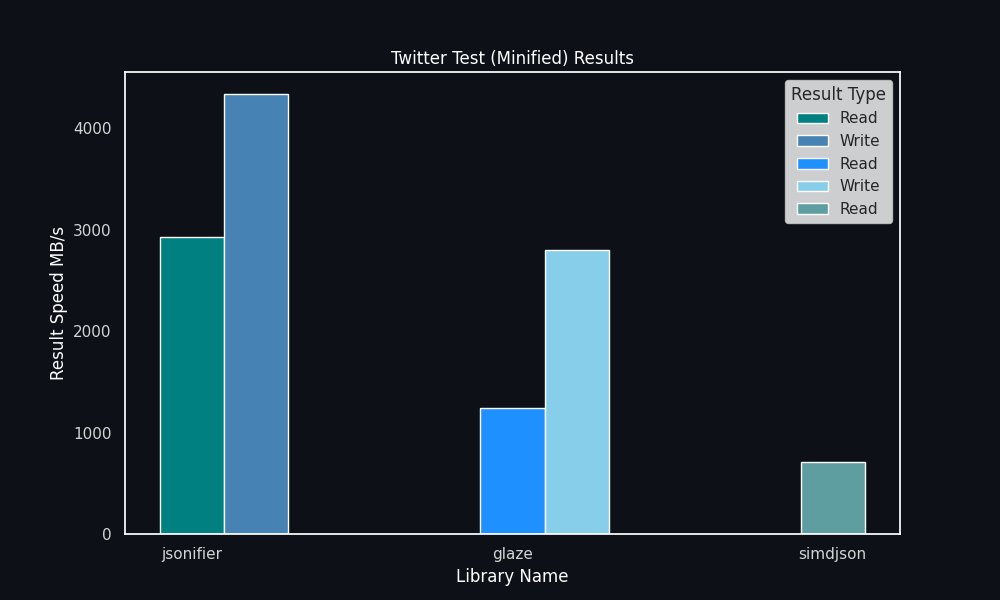 Twitter Test (Minified) Results
Result Type
Read
Write
Read
Write
Read
Result Speed MB/s
4000
3000
2000
1000
0
jsonifier
glaze
simdjson
Library Name